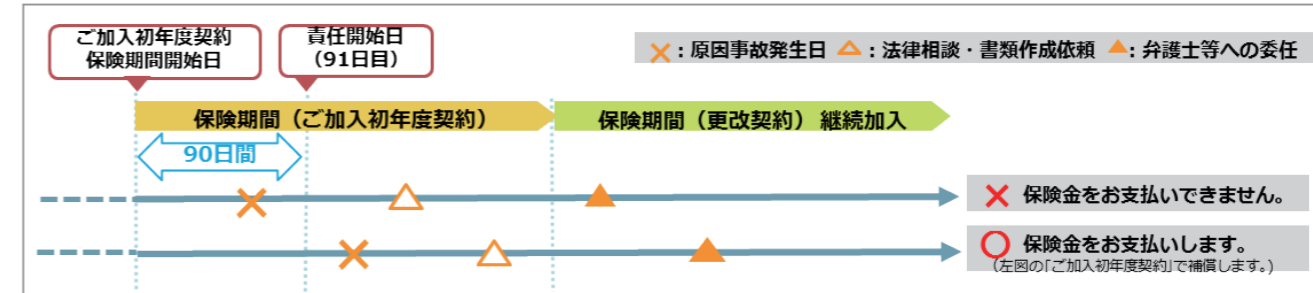 ご加入初年度契約
保険期間開始日
責任開始日
（91日目）
×：原因事故発生日 △：法律相談・書類作成依頼 ▲：弁護士等への委任
保険期間（ご加入初年度契約）
保険期間（更改契約） 継続加入
90日間
× 保険金をお支払いできません。
○ 保険金をお支払いします。
（左図の「ご加入初年度契約」で補償します。）